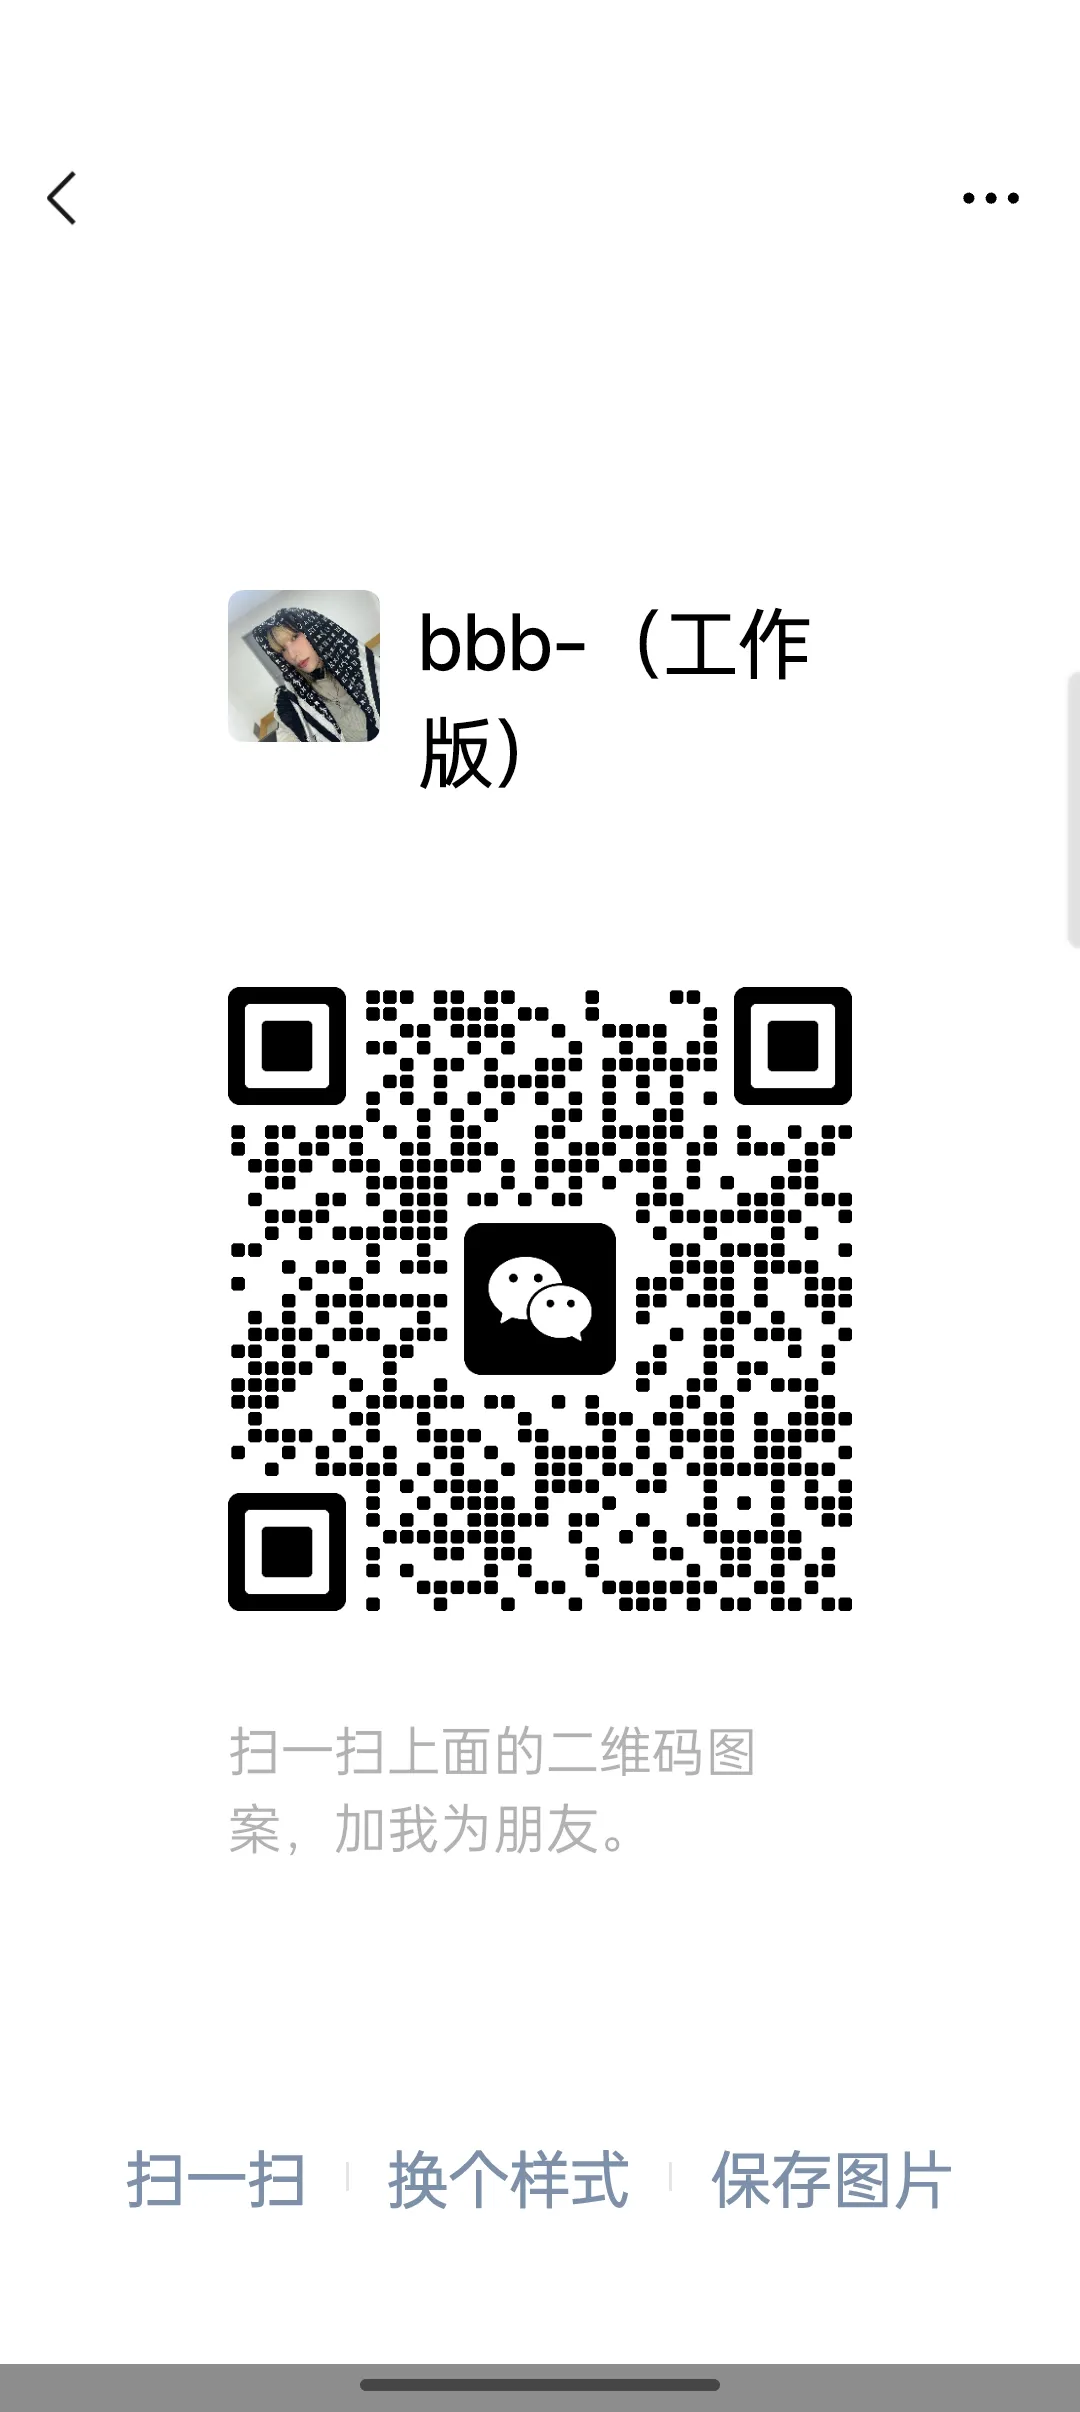 bbb-（工作
版）
扫一扫上面的二维码图
案，加我为朋友。
扫一扫
换个样式
保存图片